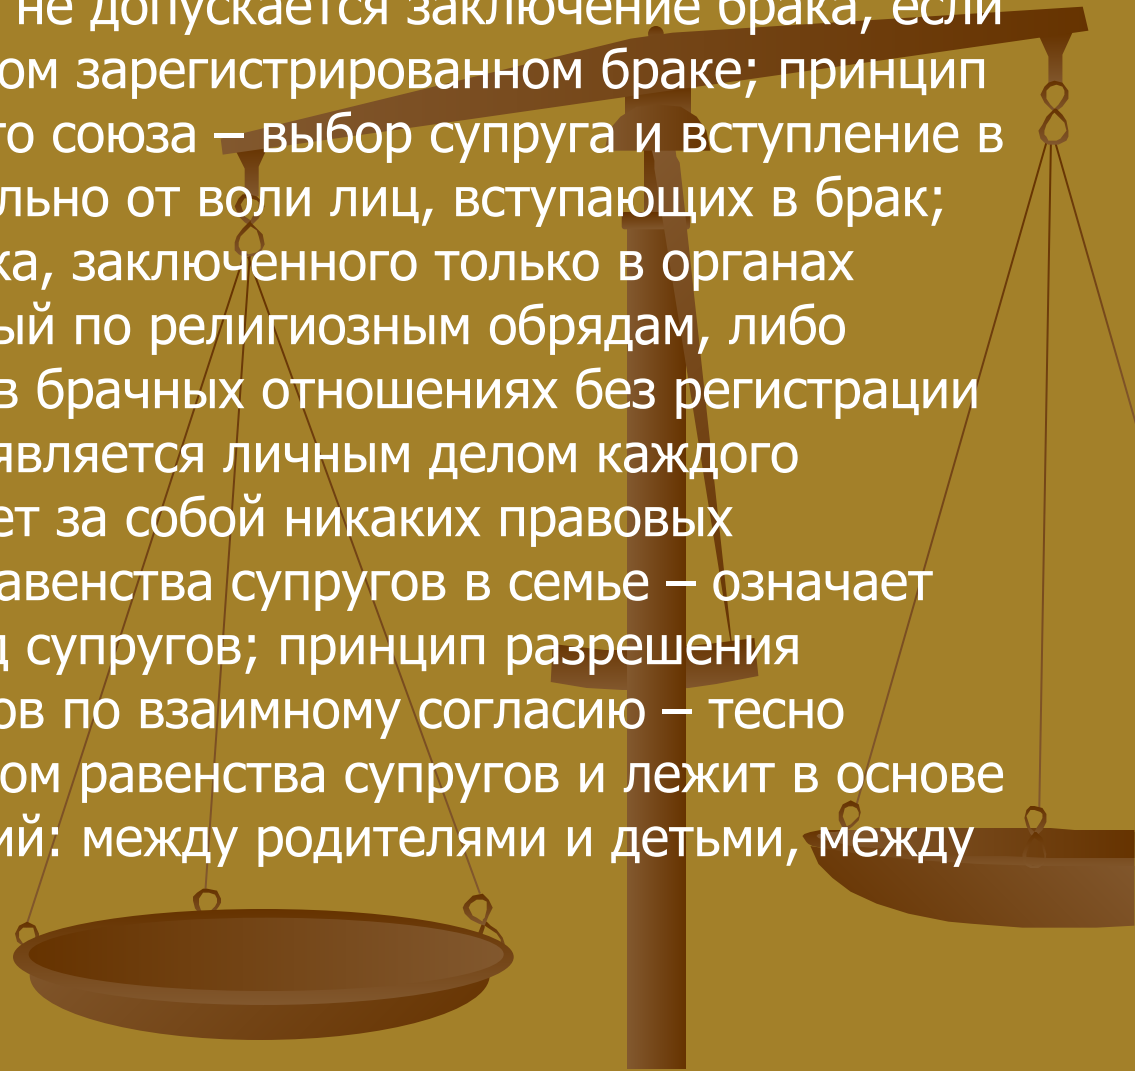 не допускается заключение брака, если
ом зарегистрированном браке; принцип
го союза – выбор супруга и вступление в
льно от воли лиц, вступающих в брак;
ка, заключенного только в органах
ый по религиозным обрядам, либо
в брачных отношениях без регистрации
является личным делом каждого
ет за собой никаких правовых
авенства супругов в семье – означает
д супругов; принцип разрешения
ов по взаимному согласию – тесно
ом равенства супругов и лежит в основе
ий: между родителями и детьми, между